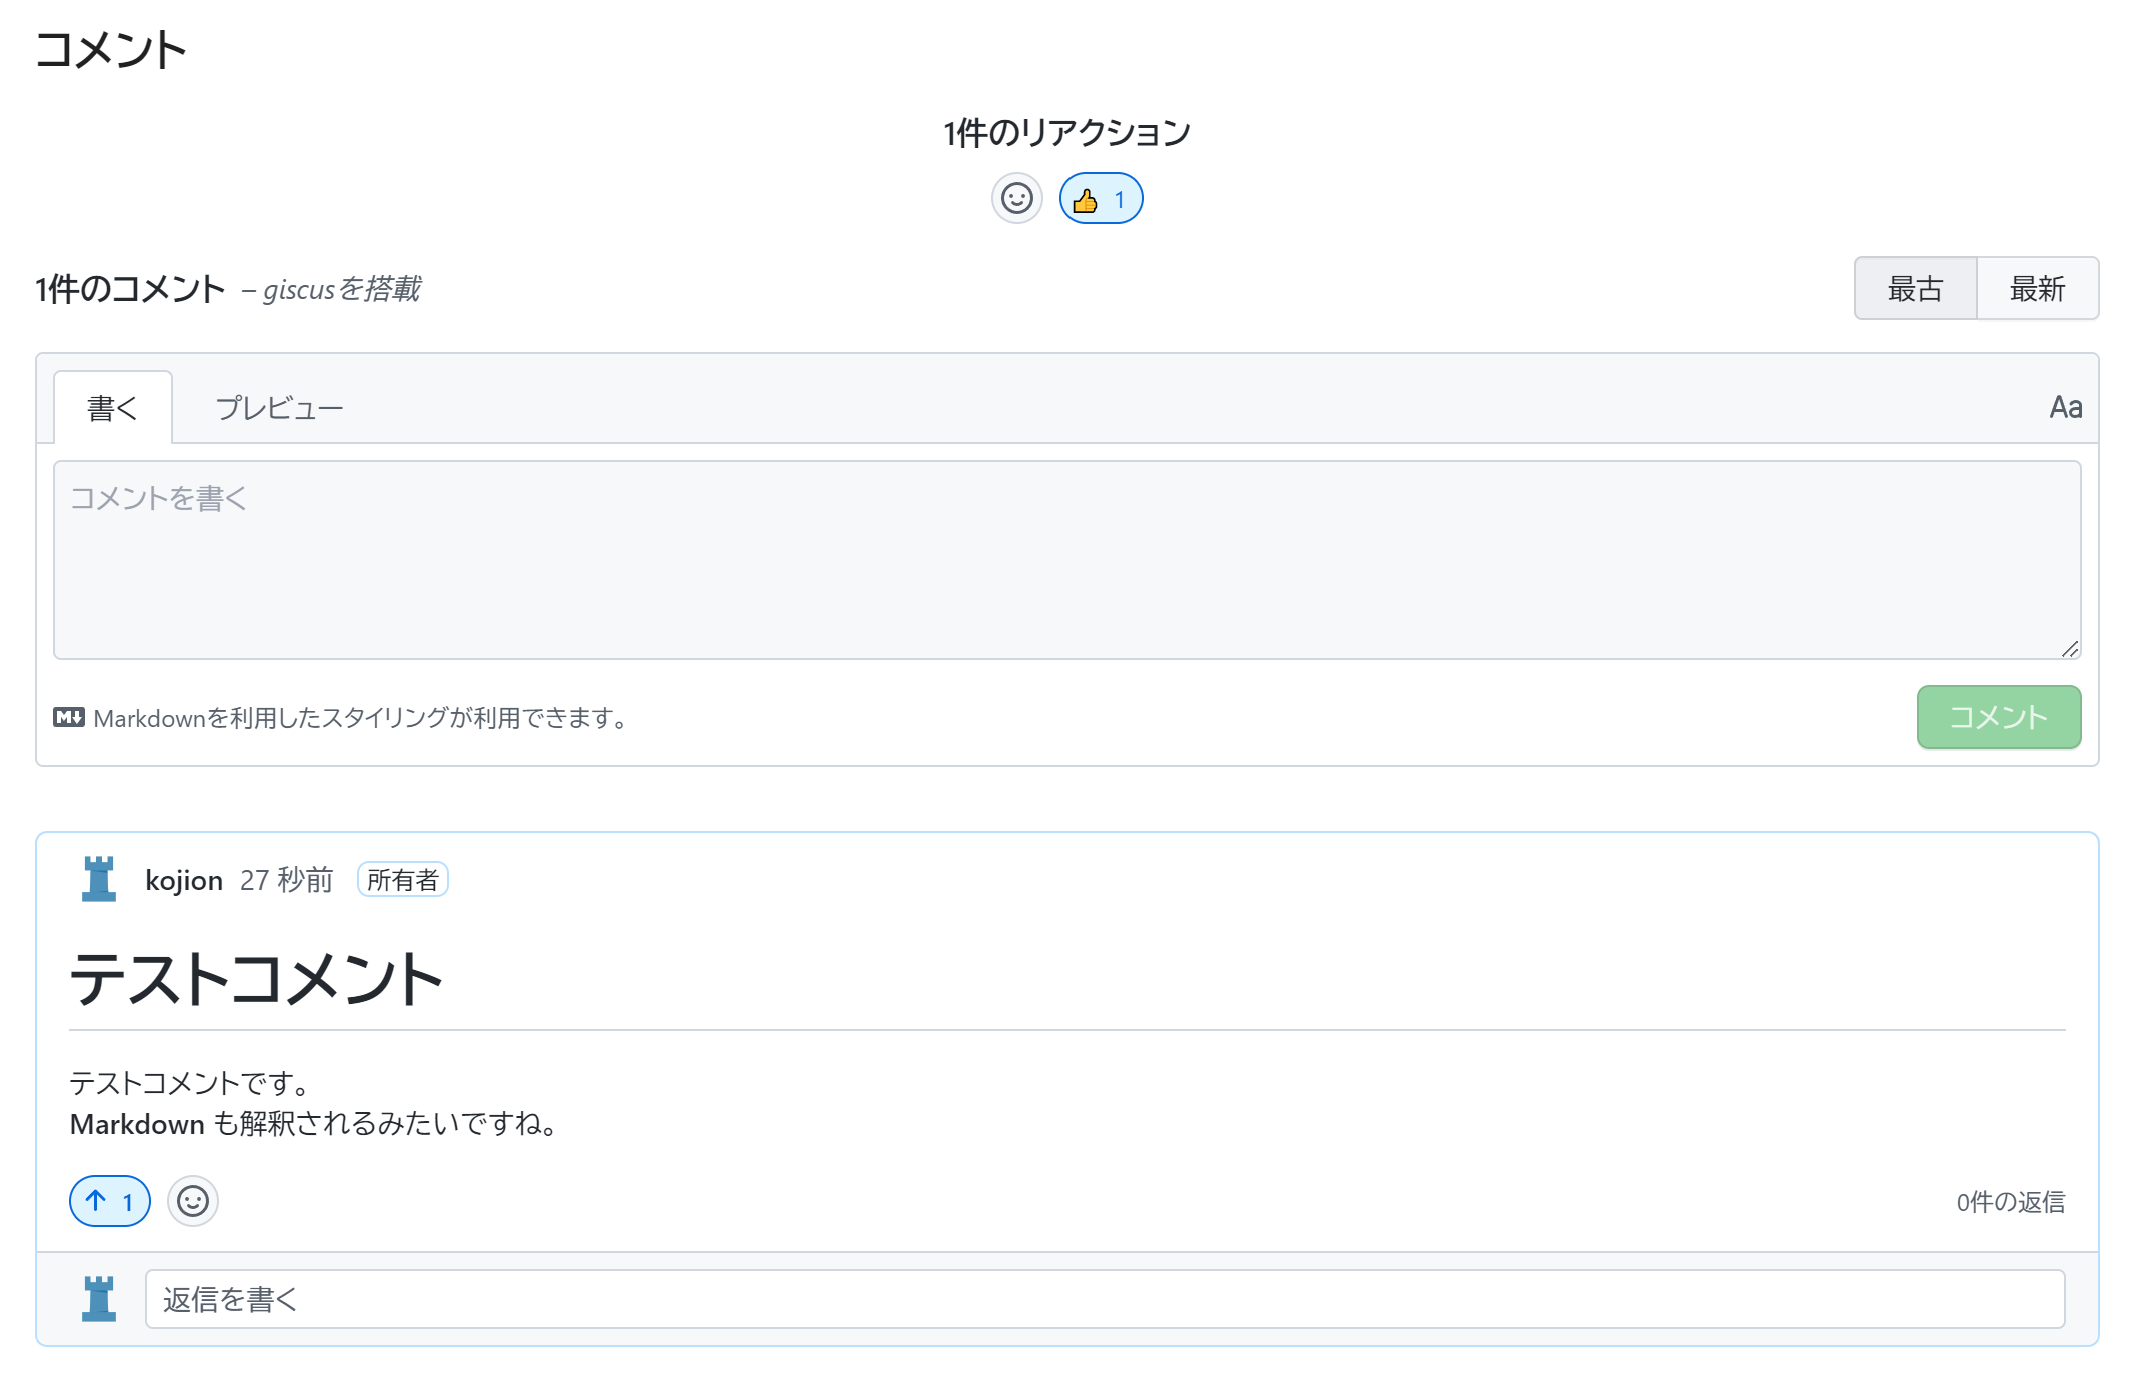 コメント
1件のリアクション
👍 1
1件のコメント – giscusを搭載
最古 最新
書く プレビュー Aa
コメントを書く
Markdownを利用したスタイリングが利用できます。
コメント
kojion 27 秒前 所有者
テストコメント
テストコメントです。
Markdown も解釈されるみたいですね。
↑ 1
0件の返信
返信を書く